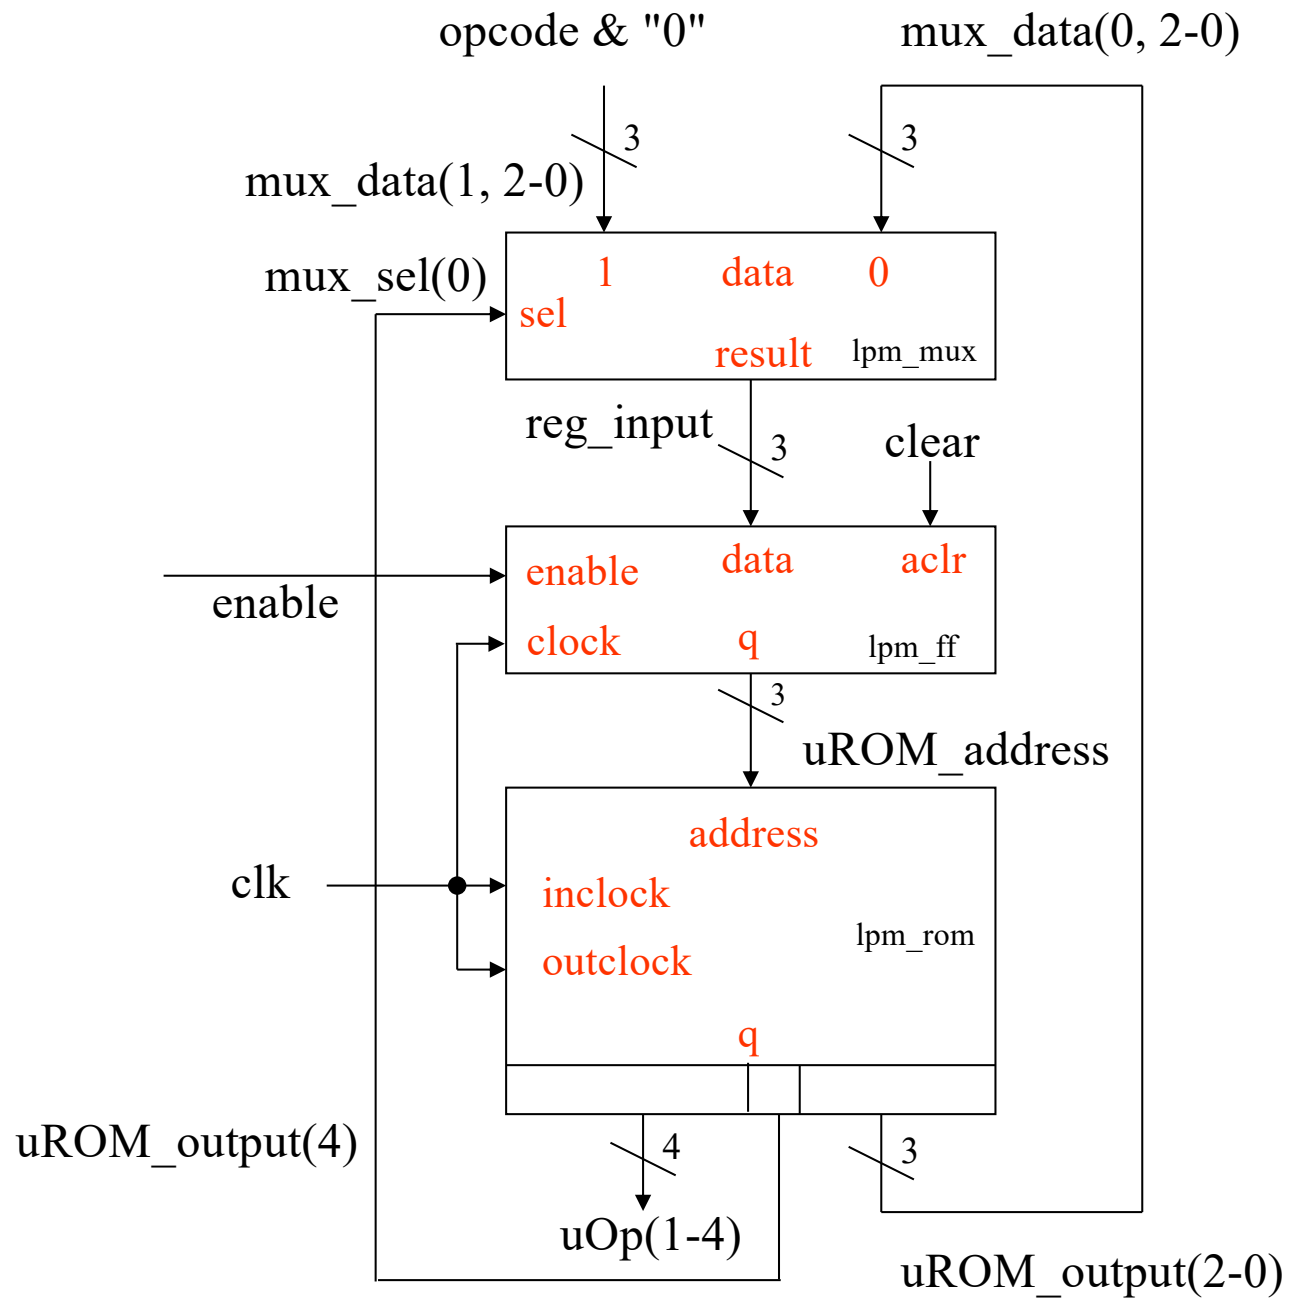 opcode & "0"
mux_data(0, 2-0)
3
3
mux_data(1, 2-0)
mux_sel(0)
1
data
0
sel
result
lpm_mux
reg_input
3
clear
enable
data
aclr
enable
clock
q
lpm_ff
3
uROM_address
address
clk
inclock
lpm_rom
outclock
q
uROM_output(4)
4
3
uOp(1-4)
uROM_output(2-0)